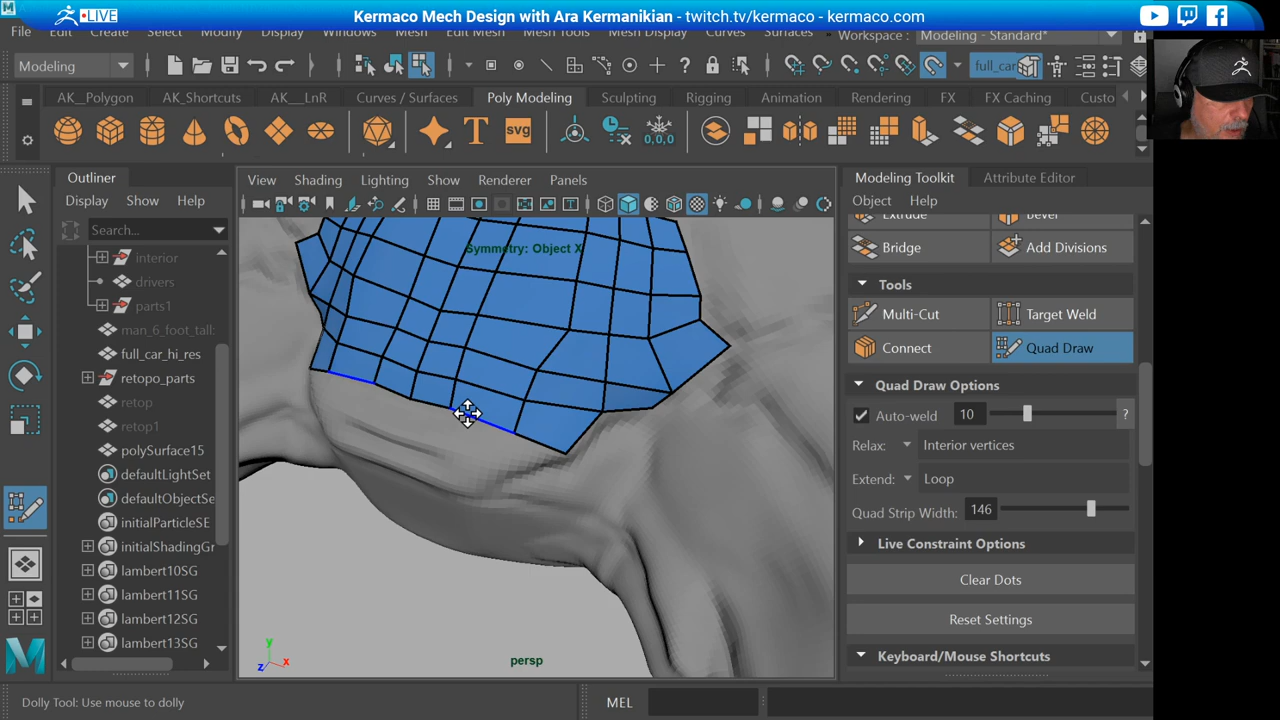 LIVE
Kermaco Mech Design with Ara Kermanikian - twitch.tv/kermaco - kermaco.com
File Edit Create Select Modify Display Windows Mesh Edit Mesh Mesh Tools Mesh Display Curves Surfaces Workspace : Modeling - Standard*
Modeling full_car
AK__Polygon AK_Shortcuts AK__LnR Curves / Surfaces Poly Modeling Sculpting Rigging Animation Rendering FX FX Caching Custo
T svg 0,0,0
Outliner
Display Show Help
Search...
interior
drivers
parts1
man_6_foot_tall:
full_car_hi_res
retopo_parts
retop
retop1
polySurface15
defaultLightSet
defaultObjectSe
initialParticleSE
initialShadingGr
lambert10SG
lambert11SG
lambert12SG
lambert13SG
View Shading Lighting Show Renderer Panels
Symmetry: Object X
y
z x
persp
Modeling Toolkit Attribute Editor
Object Help
Extrude Bevel
Bridge Add Divisions
Tools
Multi-Cut Target Weld
Connect Quad Draw
Quad Draw Options
Auto-weld 10 ?
Relax: Interior vertices
Extend: Loop
Quad Strip Width: 146
Live Constraint Options
Clear Dots
Reset Settings
Keyboard/Mouse Shortcuts
Dolly Tool: Use mouse to dolly MEL